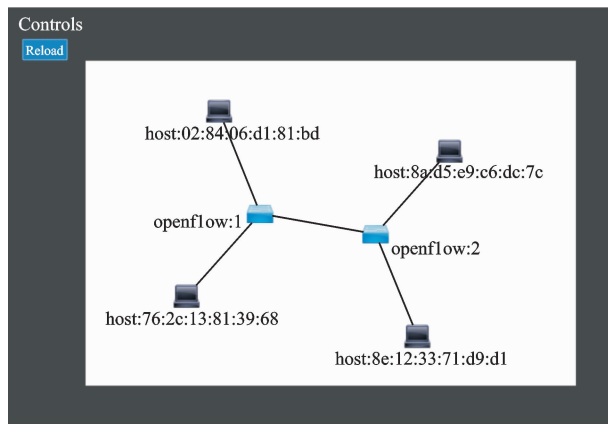 Controls
Reload
host:02:84:06:d1:81:bd
host:8a:d5:e9:c6:dc:7c
openflow:1
openflow:2
host:76:2c:13:81:39:68
host:8e:12:33:71:d9:d1